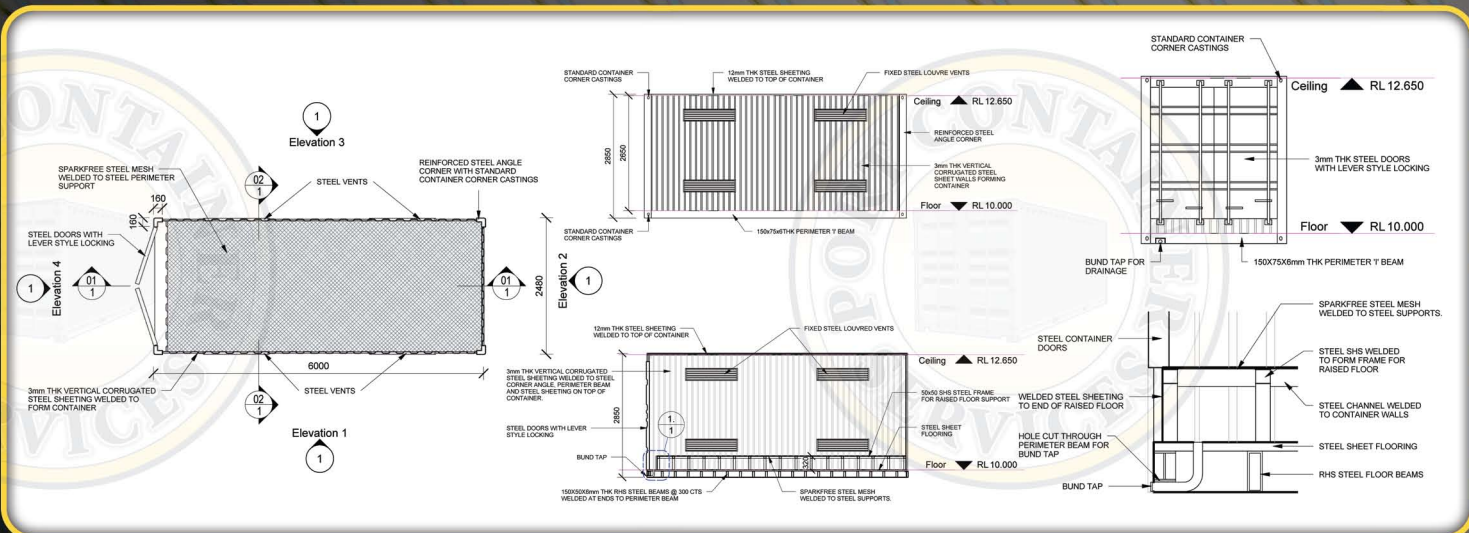 1
Elevation 3
SPARKFREE STEEL MESH
WELDED TO STEEL PERIMETER
SUPPORT
02
1
STEEL VENTS
REINFORCED STEEL ANGLE
CORNER WITH STANDARD
CONTAINER CORNER CASTINGS
160
160
STEEL DOORS WITH
LEVER STYLE LOCKING
1
Elevation 4
01
1
01
1
2480
Elevation 2
1
6000
3mm THK VERTICAL CORRUGATED
STEEL SHEETING WELDED TO
FORM CONTAINER
02
1
STEEL VENTS
Elevation 1
1
STANDARD CONTAINER
CORNER CASTINGS
12mm THK STEEL SHEETING
WELDED TO TOP OF CONTAINER
FIXED STEEL LOUVRE VENTS
Ceiling RL 12.650
REINFORCED STEEL
ANGLE CORNER
2850
2650
3mm THK VERTICAL
CORRUGATED STEEL
SHEET WALLS FORMING
CONTAINER
Floor RL 10.000
STANDARD CONTAINER
CORNER CASTINGS
150x75x6THK PERIMETER 'I' BEAM
12mm THK STEEL SHEETING
WELDED TO TOP OF CONTAINER
FIXED STEEL LOUVRED VENTS
Ceiling RL 12.650
3mm THK VERTICAL CORRUGATED
STEEL SHEETING WELDED TO STEEL
CORNER ANGLE, PERIMETER BEAM
AND STEEL SHEETING ON TOP OF
CONTAINER.
2850
50x50 SHS STEEL FRAME
FOR RAISED FLOOR SUPPORT
STEEL DOORS WITH LEVER
STYLE LOCKING
1.
1
STEEL SHEET
FLOORING
320
BUND TAP
Floor RL 10.000
150X50X6mm THK RHS STEEL BEAMS @ 300 CTS
WELDED AT ENDS TO PERIMETER BEAM
SPARKFREE STEEL MESH
WELDED TO STEEL SUPPORTS.
STANDARD CONTAINER
CORNER CASTINGS
Ceiling RL 12.650
3mm THK STEEL DOORS
WITH LEVER STYLE LOCKING
Floor RL 10.000
BUND TAP FOR
DRAINAGE
150X75X6mm THK PERIMETER 'I' BEAM
SPARKFREE STEEL MESH
WELDED TO STEEL SUPPORTS.
STEEL CONTAINER
DOORS
STEEL SHS WELDED
TO FORM FRAME FOR
RAISED FLOOR
WELDED STEEL SHEETING
TO END OF RAISED FLOOR
STEEL CHANNEL WELDED
TO CONTAINER WALLS
HOLE CUT THROUGH
PERIMETER BEAM FOR
BUND TAP
STEEL SHEET FLOORING
RHS STEEL FLOOR BEAMS
BUND TAP
CONTAINER
SERVICES
PORT CONTAINER
SERVICES